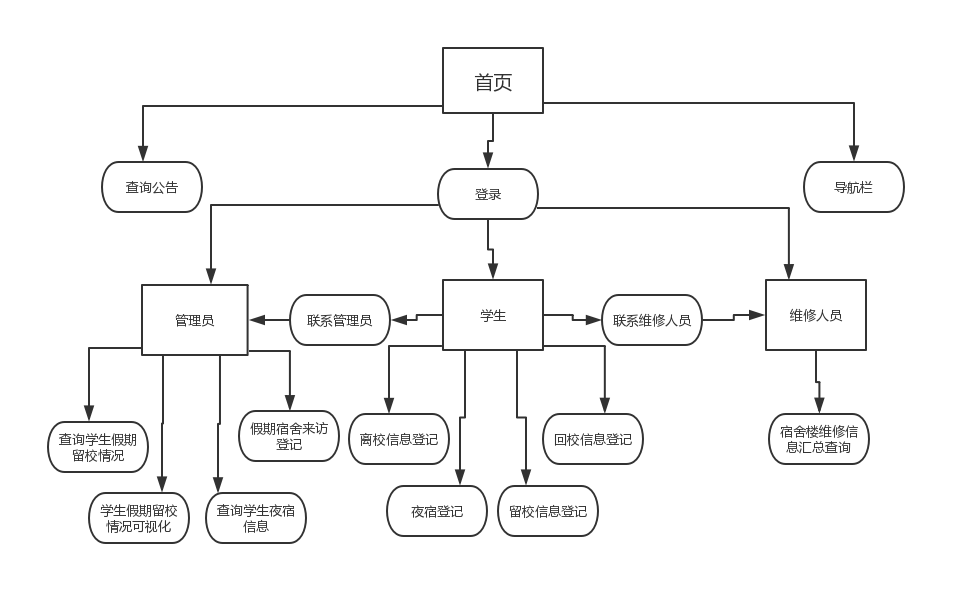 首页
查询公告
登录
导航栏
管理员
联系管理员
学生
联系维修人员
维修人员
查询学生假期
留校情况
假期宿舍来访
登记
离校信息登记
回校信息登记
宿舍楼维修信
息汇总查询
学生假期留校
情况可视化
查询学生夜宿
信息
夜宿登记
留校信息登记